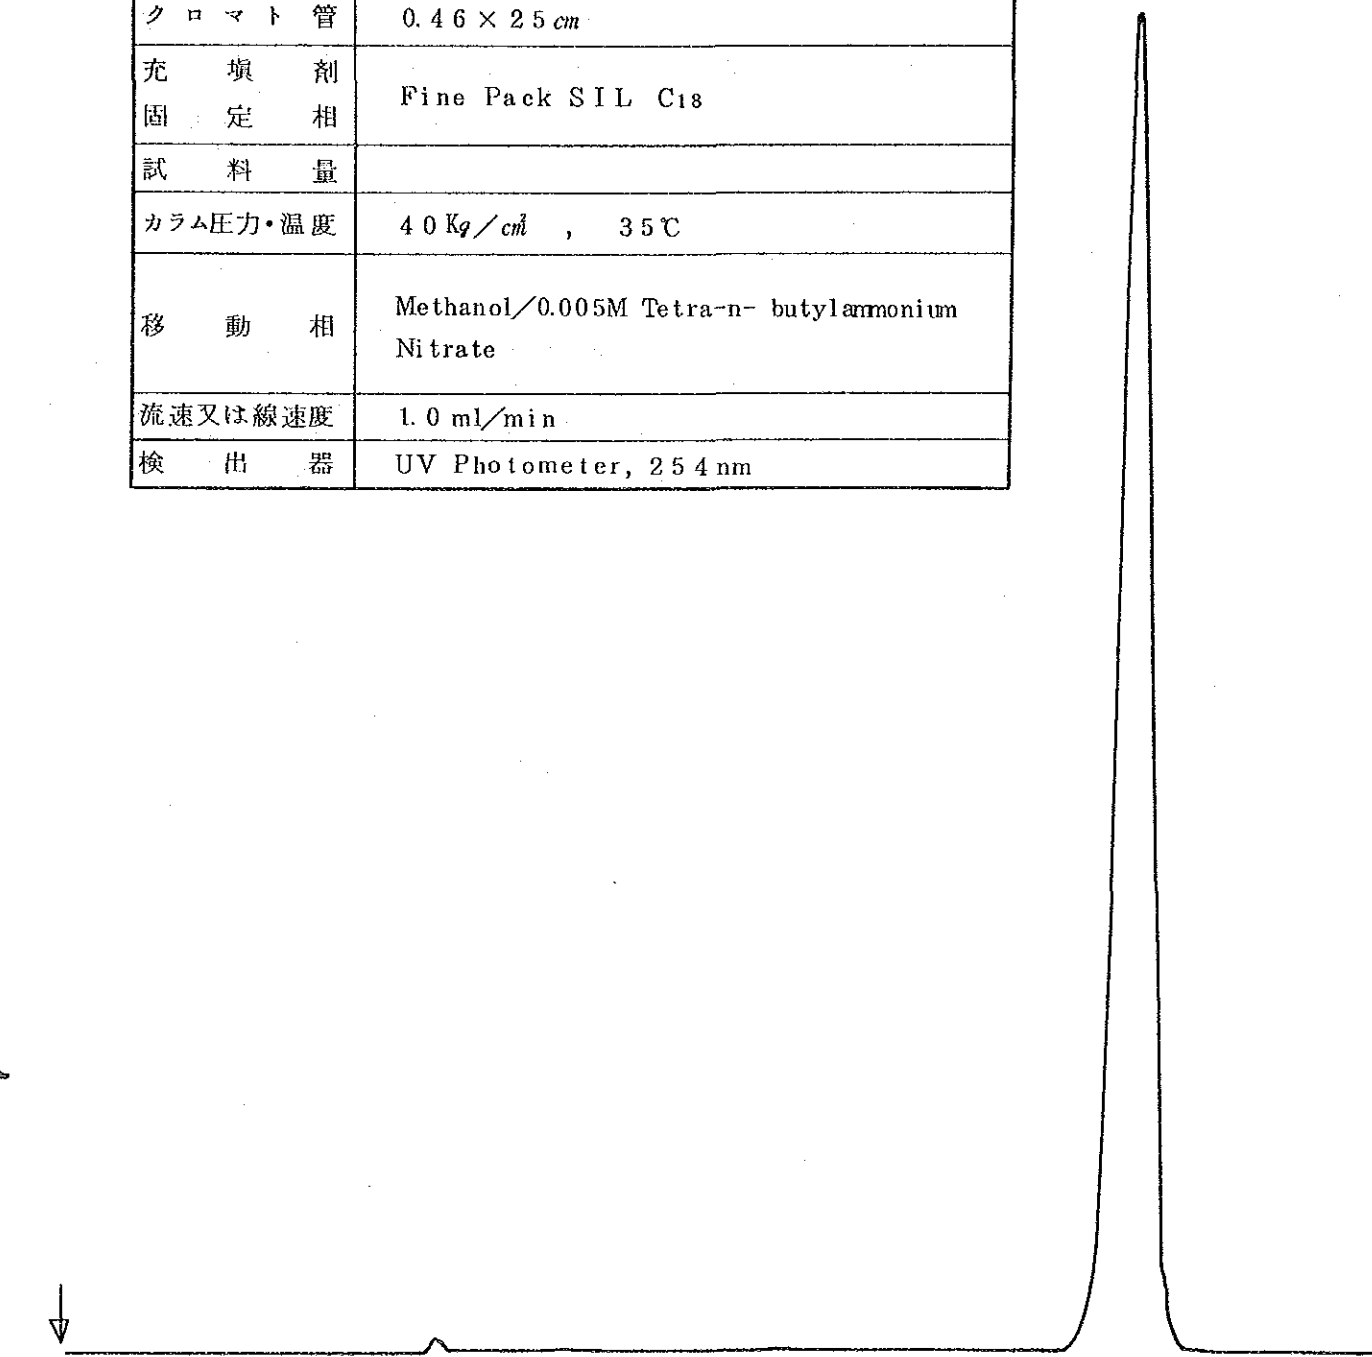 クロマト管 0.46×25cm
充塡剤
Fine Pack SIL C18
固定相
試料量
カラム圧力・温度 40Kg/cm² , 35℃
Methanol/0.005M Tetra-n- butylammonium
移動相
Nitrate
流速又は線速度 1.0 ml/min
検出器 UV Photometer, 254nm